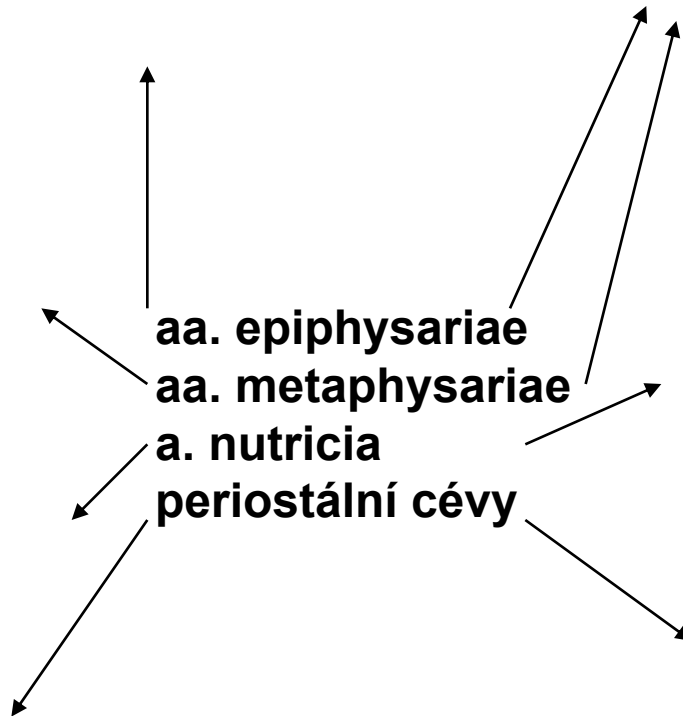 aa. epiphysariae
aa. metaphysariae
a. nutricia
periostální cévy